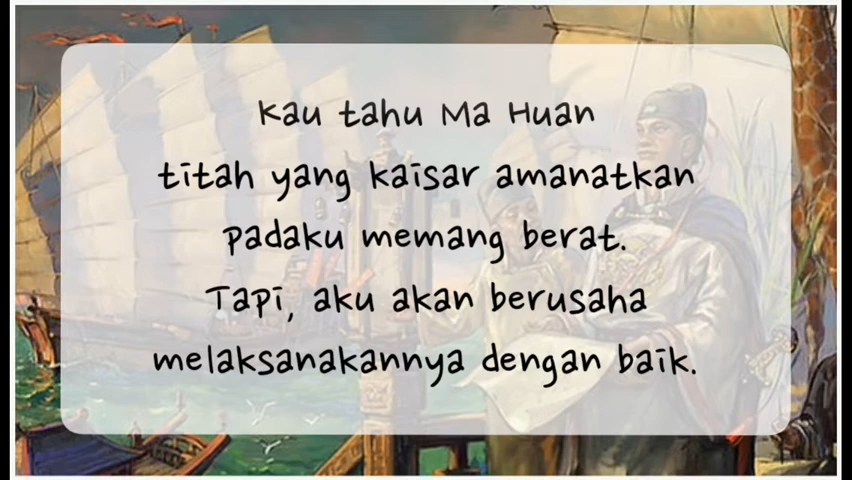 Kau tahu Ma Huan
titah yang kaisar amanatkan
padaku memang berat.
Tapi, aku akan berusaha
melaksanakannya dengan baik.